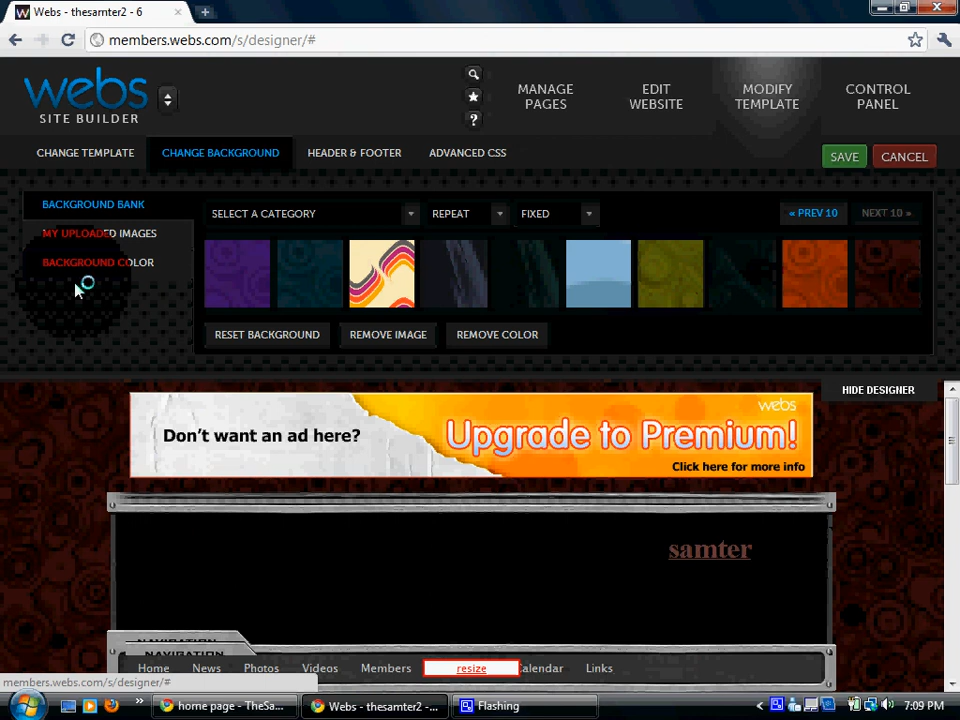 Webs - thesamter2 - 6
members.webs.com/s/designer/#
webs
SITE BUILDER
MANAGE PAGES
EDIT WEBSITE
MODIFY TEMPLATE
CONTROL PANEL
CHANGE TEMPLATE CHANGE BACKGROUND HEADER & FOOTER ADVANCED CSS SAVE CANCEL
BACKGROUND BANK
MY UPLOADED IMAGES
BACKGROUND COLOR
SELECT A CATEGORY REPEAT FIXED « PREV 10 NEXT 10 »
RESET BACKGROUND REMOVE IMAGE REMOVE COLOR
HIDE DESIGNER
webs
Don't want an ad here? Upgrade to Premium!
Click here for more info
samter
NAVIGATION
NAVIGATION
Home News Photos Videos Members resize Calendar Links
members.webs.com/s/designer/#
home page - TheSa... Webs - thesamter2 -... Flashing 7:09 PM